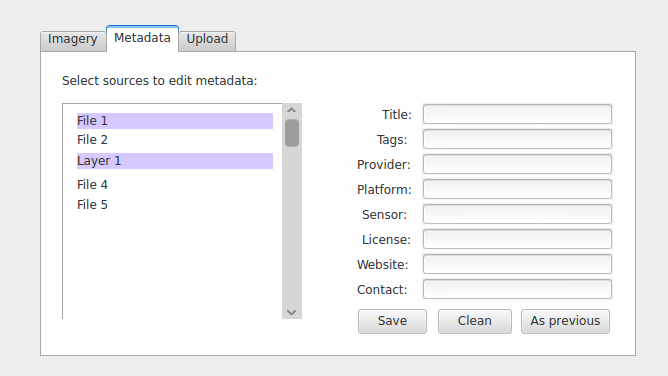 Imagery Metadata Upload
Select sources to edit metadata:
File 1
File 2
Layer 1
File 4
File 5
Title:
Tags:
Provider:
Platform:
Sensor:
License:
Website:
Contact:
Save Clean As previous